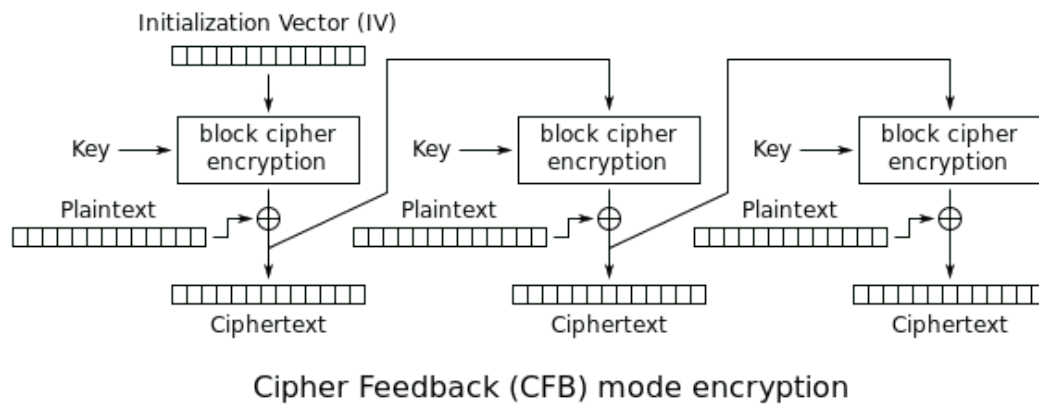 Initialization Vector (IV)
Key
block cipher
encryption
Plaintext
Ciphertext
Key
block cipher
encryption
Plaintext
Ciphertext
Key
block cipher
encryption
Plaintext
Ciphertext
Cipher Feedback (CFB) mode encryption